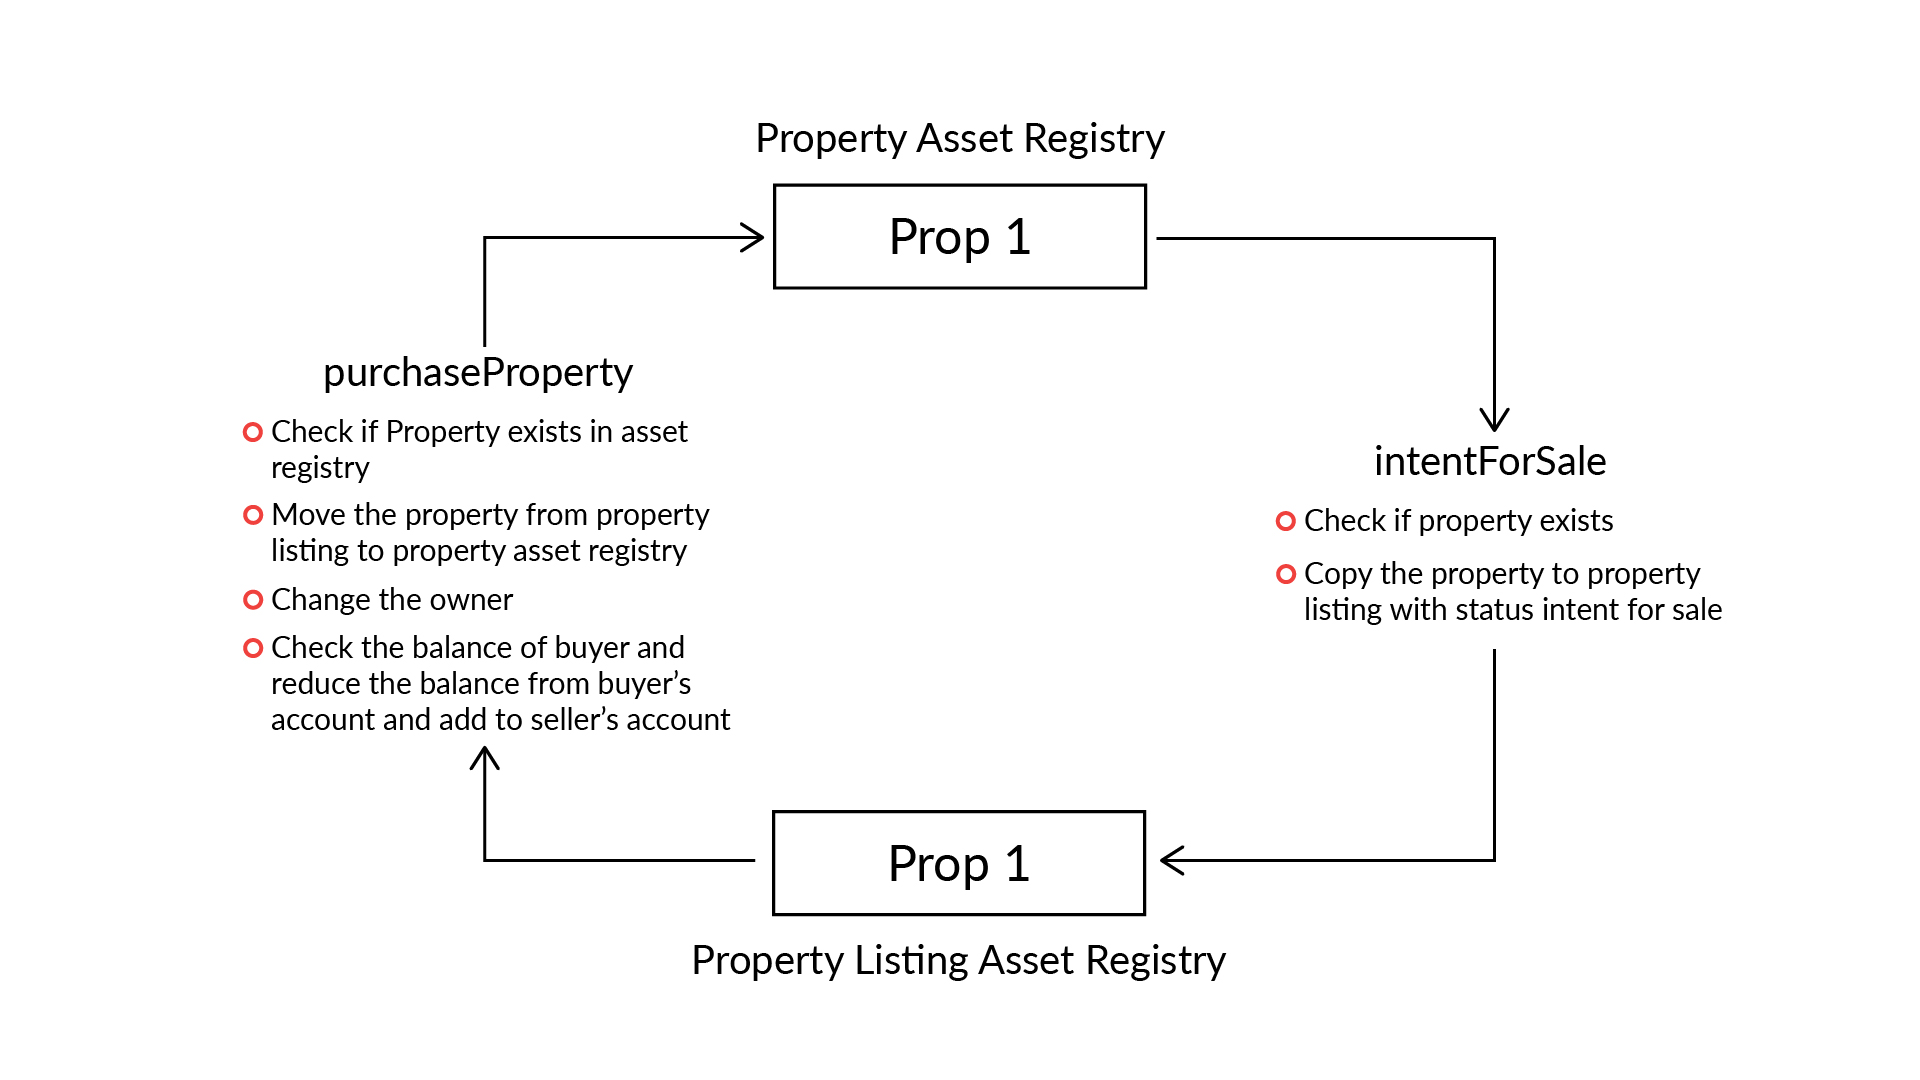 Property Asset Registry
Prop 1
purchaseProperty
Check if Property exists in asset
registry
Move the property from property
listing to property asset registry
Change the owner
Check the balance of buyer and
reduce the balance from buyer’s
account and add to seller’s account
intentForSale
Check if property exists
Copy the property to property
listing with status intent for sale
Prop 1
Property Listing Asset Registry